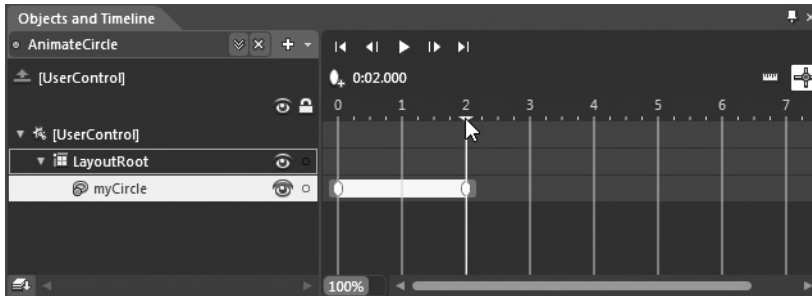 Objects and Timeline
AnimateCircle
[UserControl]
0:02.000
0 1 2 3 4 5 6 7
[UserControl]
LayoutRoot
myCircle
100%